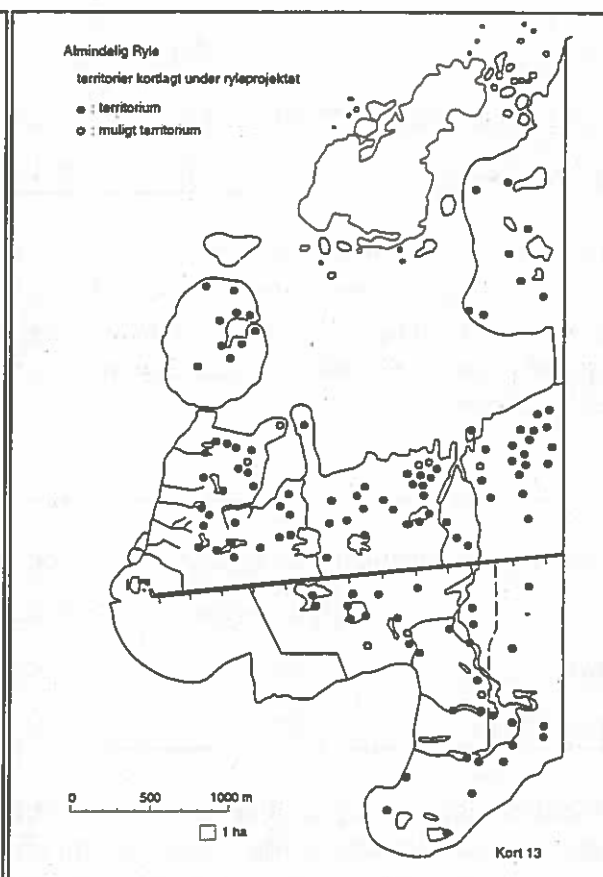 Almindelig Ryle
territorier kortlagt under ryleprojektet
● : territorium
○ : muligt territorium
0 500 1000 m
1 ha
Kort 13